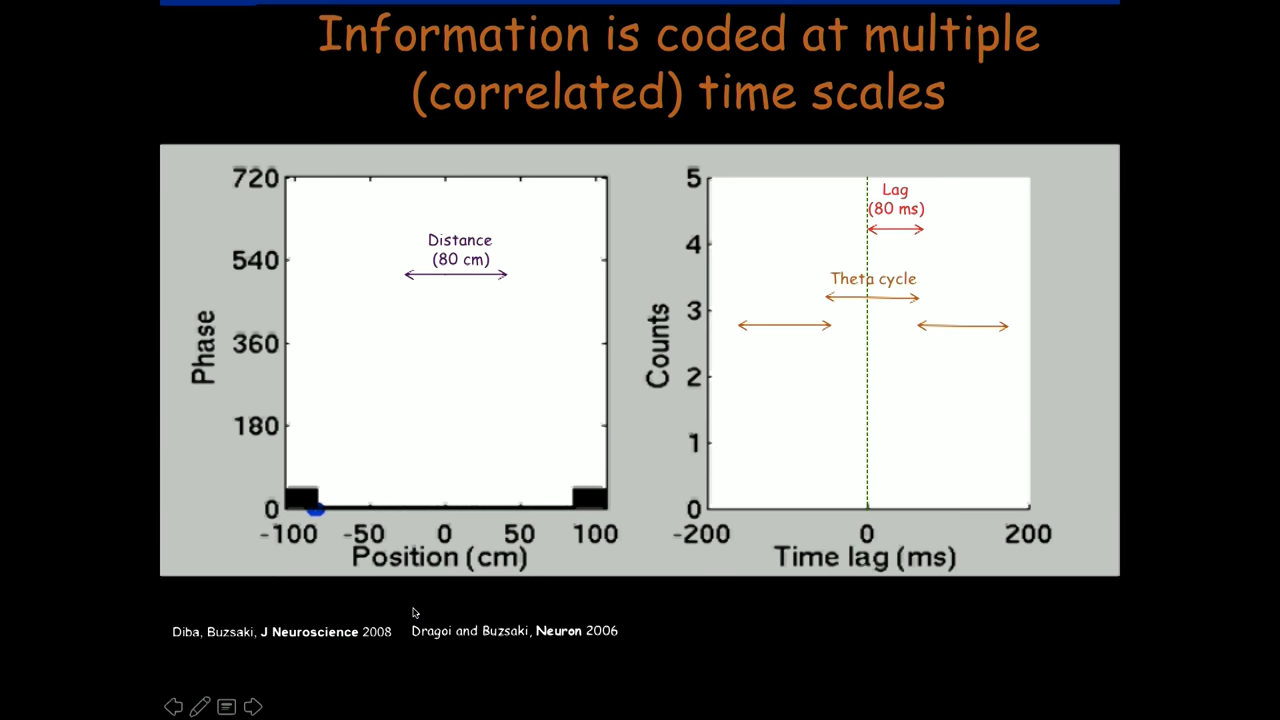 Information is coded at multiple
(correlated) time scales
720
540
360
180
0
Phase
-100 -50 0 50 100
Position (cm)
Distance
(80 cm)
5
4
3
2
1
0
Counts
-200 0 200
Time lag (ms)
Lag
(80 ms)
Theta cycle
Diba, Buzsaki, J Neuroscience 2008 Dragoi and Buzsaki, Neuron 2006